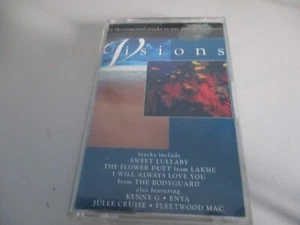 Visions
tracks include
SWEET LULLABY
THE FLOWER DUET from LAKME
I WILL ALWAYS LOVE YOU
from THE BODYGUARD
also featuring
KENNY G • ENYA
JULEE CRUISE • FLEETWOOD MAC